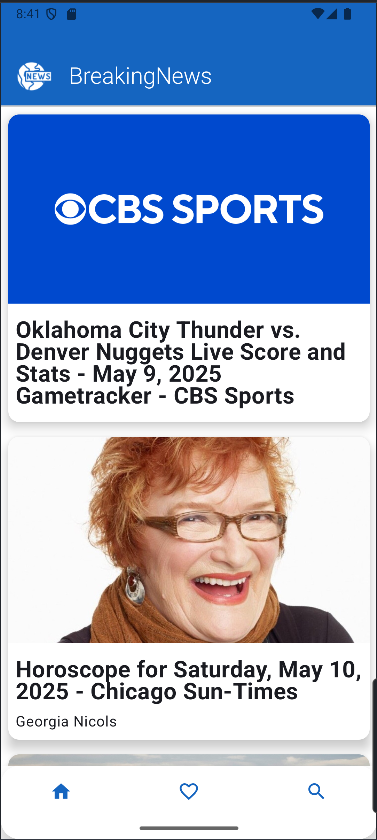 8:41
NEWS
BreakingNews
CBS SPORTS
Oklahoma City Thunder vs.
Denver Nuggets Live Score and
Stats - May 9, 2025
Gametracker - CBS Sports
Horoscope for Saturday, May 10,
2025 - Chicago Sun-Times
Georgia Nicols